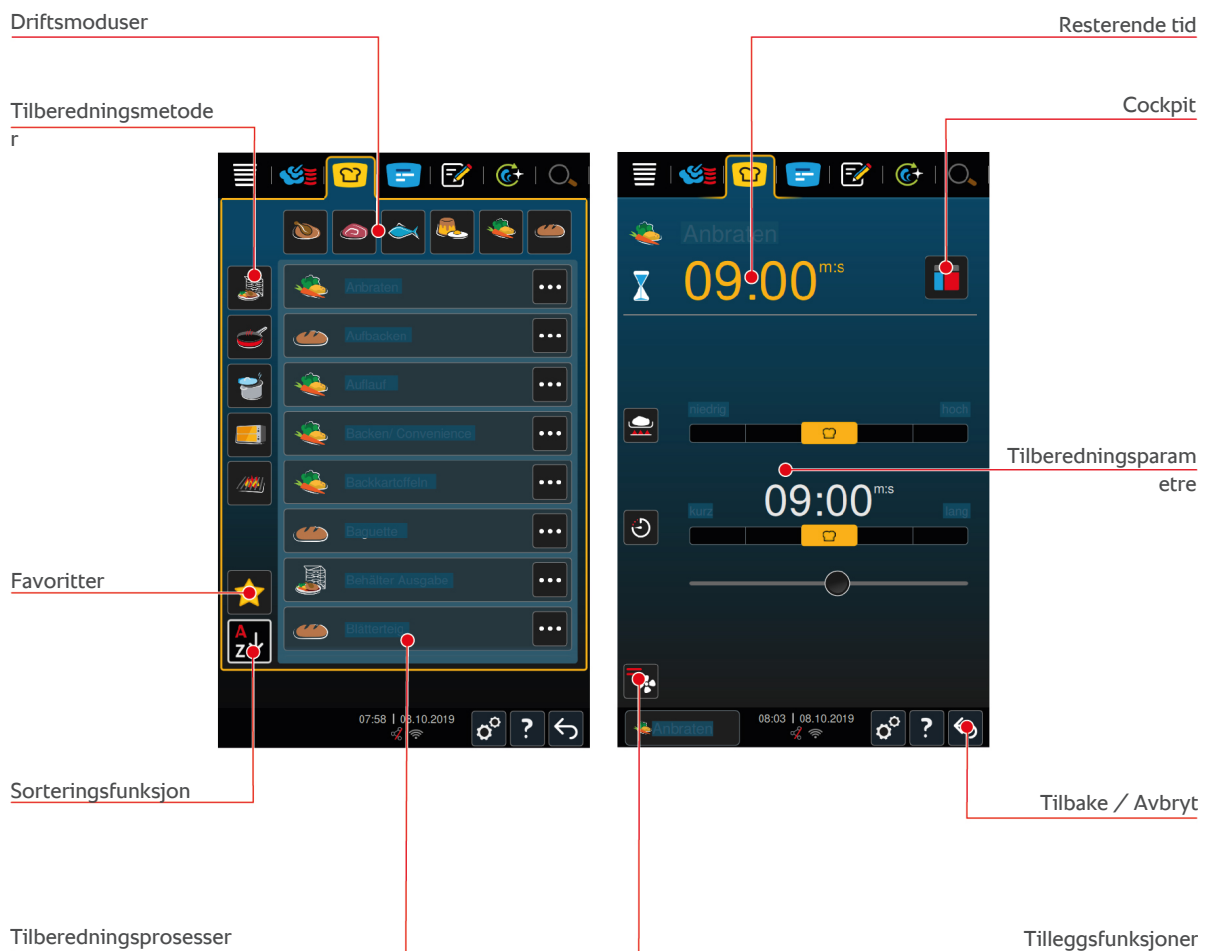 Driftsmoduser
Resterende tid
Tilberedningsmetode
r
Cockpit
Anbraten
09:00 m:s
Anbraten
Aufbacken
Auflauf
Backen/ Convenience
Backkartoffeln
Baguette
Behälter Ausgabe
Blätterteig
niedrig
hoch
Tilberedningsparam
etre
09:00 m:s
kurz
lang
Favoritter
A
Z
07:58 | 08.10.2019
?
Anbraten
08:03 | 08.10.2019
?
Sorteringsfunksjon
Tilbake / Avbryt
Tilberedningsprosesser
Tilleggsfunksjoner